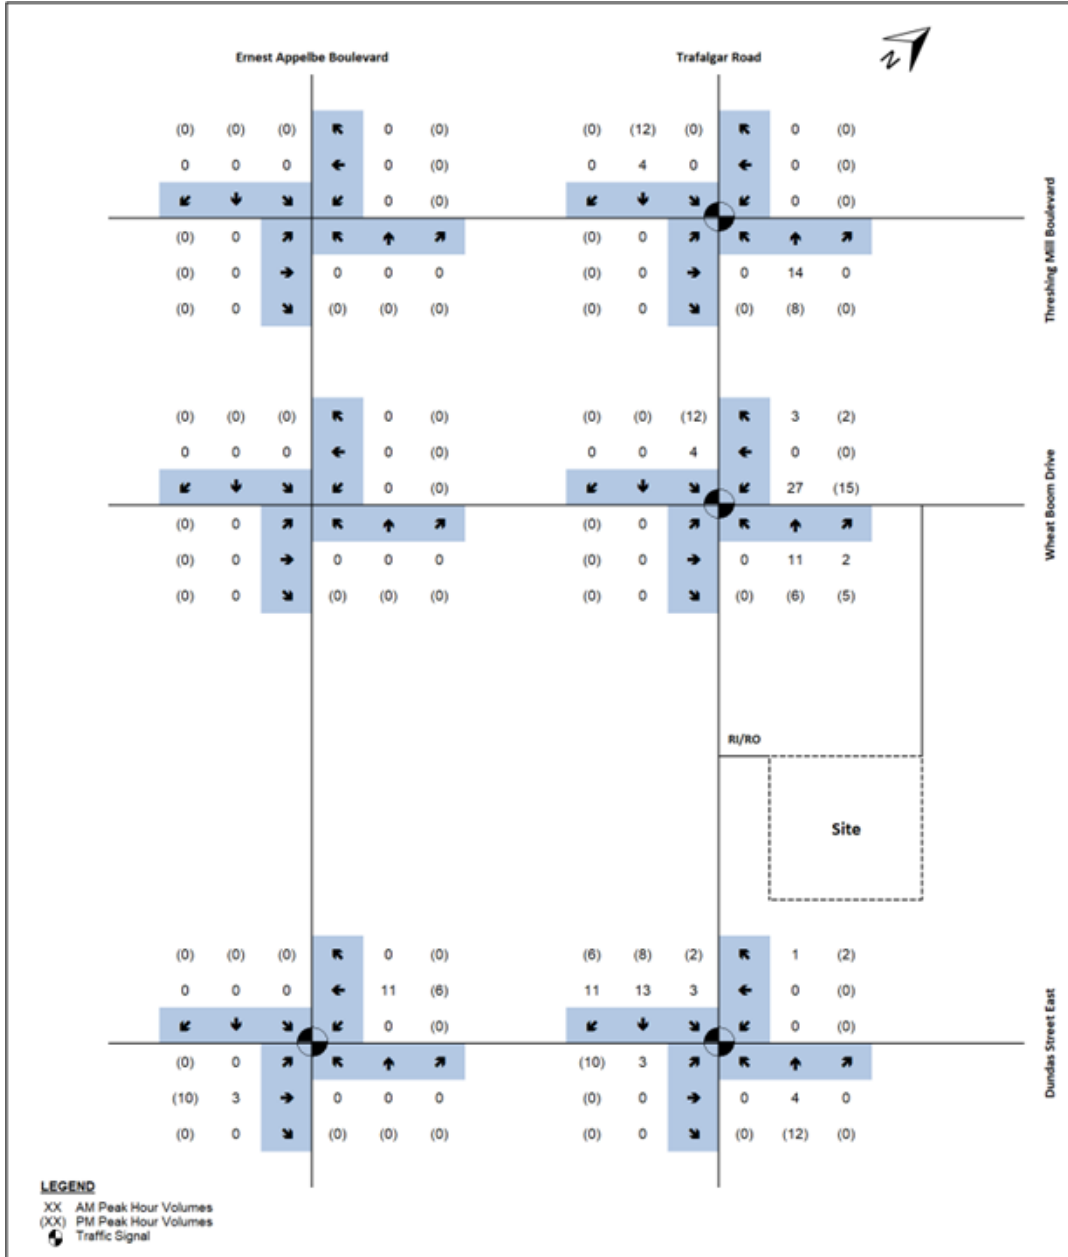 N
Ernest Appelbe Boulevard Trafalgar Road
(0) (0) (0) 0 (0) (0) (12) (0) 0 (0)
0 0 0 0 (0) 0 4 0 0 (0)
0 (0) 0 (0)
(0) 0 (0) 0
(0) 0 0 0 0 (0) 0 0 14 0
(0) 0 (0) (0) (0) (0) 0 (0) (8) (0)
Threshing Mill Boulevard
(0) (0) (0) 0 (0) (0) (0) (12) 3 (2)
0 0 0 0 (0) 0 0 4 0 (0)
0 (0) 27 (15)
(0) 0 (0) 0
(0) 0 0 0 0 (0) 0 0 11 2
(0) 0 (0) (0) (0) (0) 0 (0) (6) (5)
Wheat Boom Drive
RI/RO
Site
(0) (0) (0) 0 (0) (6) (8) (2) 1 (2)
0 0 0 11 (6) 11 13 3 0 (0)
0 (0) 0 (0)
(0) 0 (10) 3
(10) 3 0 0 0 (0) 0 0 4 0
(0) 0 (0) (0) (0) (0) 0 (0) (12) (0)
Dundas Street East
LEGEND
XX AM Peak Hour Volumes
(XX) PM Peak Hour Volumes
Traffic Signal